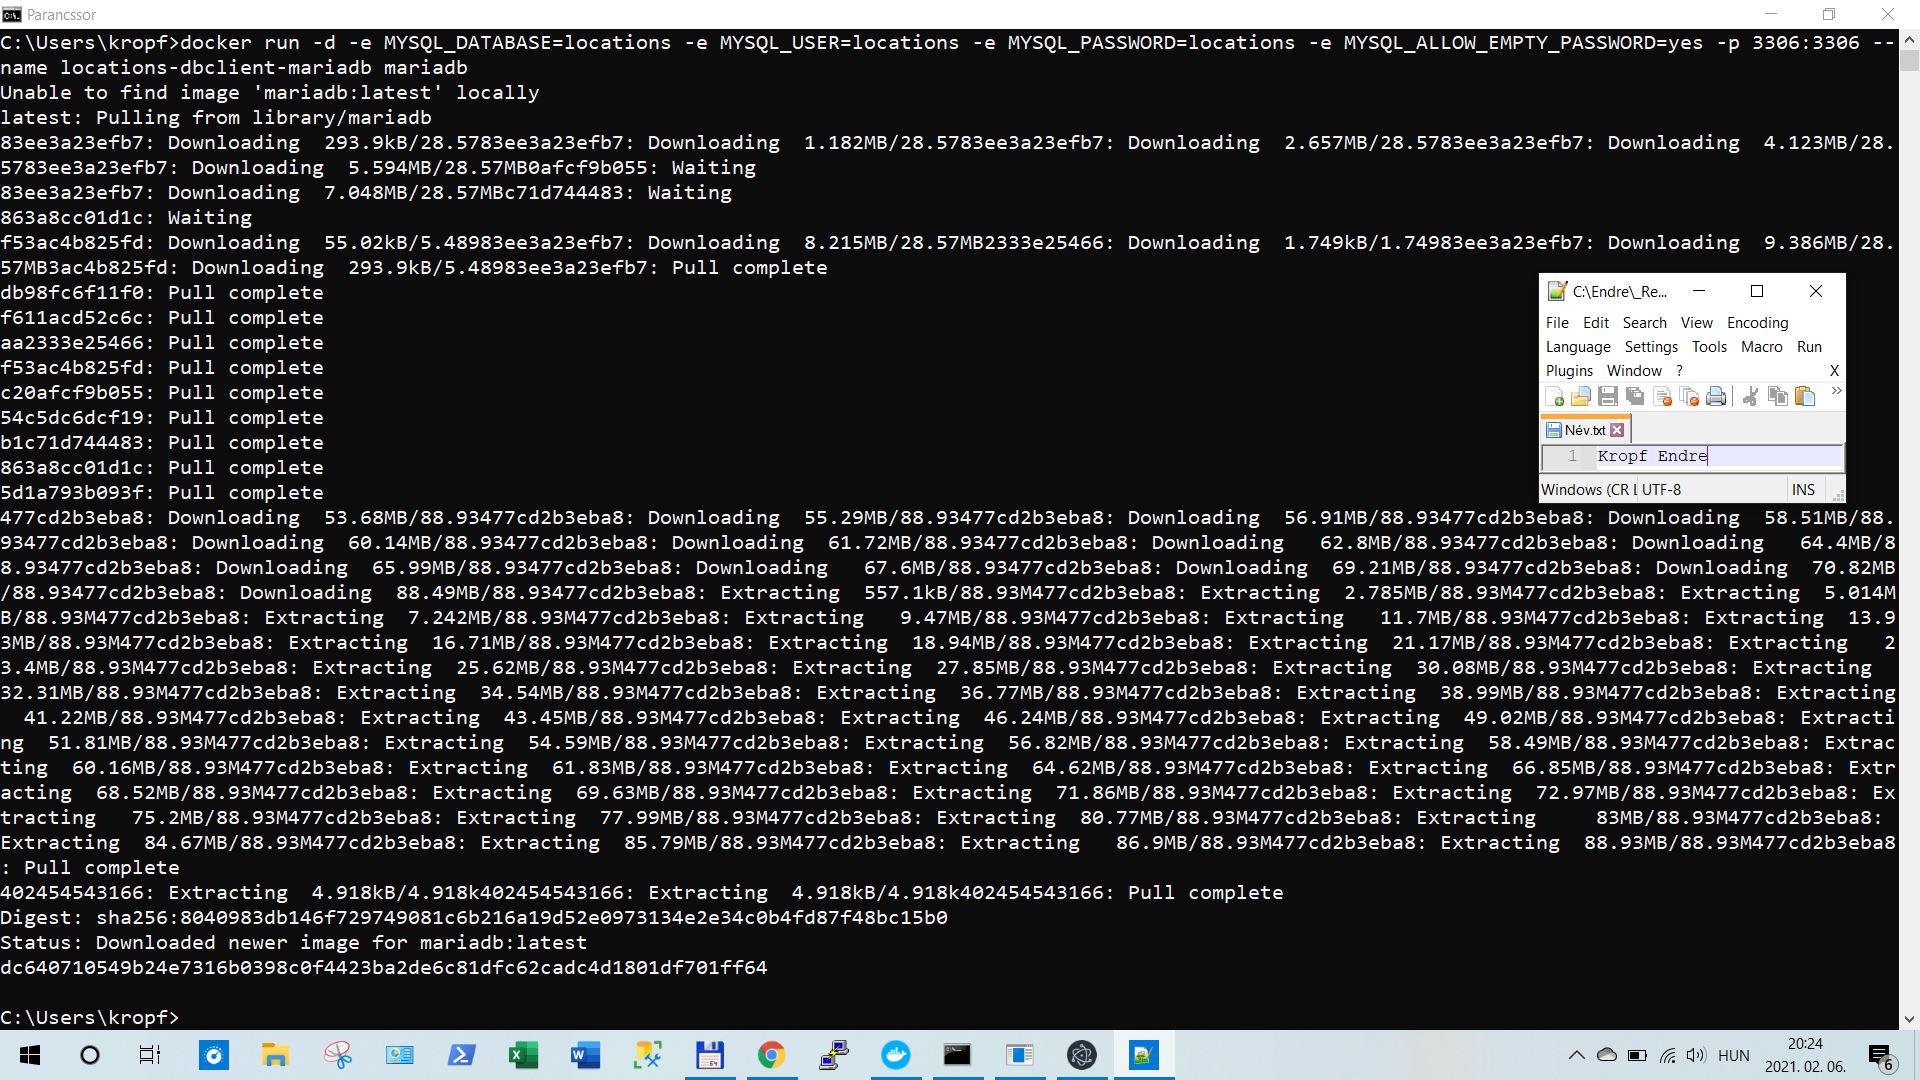 Parancssor
C:\Users\kropf>docker run -d -e MYSQL_DATABASE=locations -e MYSQL_USER=locations -e MYSQL_PASSWORD=locations -e MYSQL_ALLOW_EMPTY_PASSWORD=yes -p 3306:3306 --
name locations-dbclient-mariadb mariadb
Unable to find image 'mariadb:latest' locally
latest: Pulling from library/mariadb
83ee3a23efb7: Downloading  293.9kB/28.5783ee3a23efb7: Downloading  1.182MB/28.5783ee3a23efb7: Downloading  2.657MB/28.5783ee3a23efb7: Downloading  4.123MB/28.
5783ee3a23efb7: Downloading  5.594MB/28.57MB0afcf9b055: Waiting
83ee3a23efb7: Downloading  7.048MB/28.57MBc71d744483: Waiting
863a8cc01d1c: Waiting
f53ac4b825fd: Downloading  55.02kB/5.48983ee3a23efb7: Downloading  8.215MB/28.57MB2333e25466: Downloading  1.749kB/1.74983ee3a23efb7: Downloading  9.386MB/28.
57MB3ac4b825fd: Downloading  293.9kB/5.48983ee3a23efb7: Pull complete
db98fc6f11f0: Pull complete
f611acd52c6c: Pull complete
aa2333e25466: Pull complete
f53ac4b825fd: Pull complete
c20afcf9b055: Pull complete
54c5dc6dcf19: Pull complete
b1c71d744483: Pull complete
863a8cc01d1c: Pull complete
5d1a793b093f: Pull complete
477cd2b3eba8: Downloading  53.68MB/88.93477cd2b3eba8: Downloading  55.29MB/88.93477cd2b3eba8: Downloading  56.91MB/88.93477cd2b3eba8: Downloading  58.51MB/88.
93477cd2b3eba8: Downloading  60.14MB/88.93477cd2b3eba8: Downloading  61.72MB/88.93477cd2b3eba8: Downloading   62.8MB/88.93477cd2b3eba8: Downloading   64.4MB/8
8.93477cd2b3eba8: Downloading  65.99MB/88.93477cd2b3eba8: Downloading   67.6MB/88.93477cd2b3eba8: Downloading  69.21MB/88.93477cd2b3eba8: Downloading  70.82MB
/88.93477cd2b3eba8: Downloading  88.49MB/88.93477cd2b3eba8: Extracting  557.1kB/88.93M477cd2b3eba8: Extracting  2.785MB/88.93M477cd2b3eba8: Extracting  5.014M
B/88.93M477cd2b3eba8: Extracting  7.242MB/88.93M477cd2b3eba8: Extracting   9.47MB/88.93M477cd2b3eba8: Extracting   11.7MB/88.93M477cd2b3eba8: Extracting  13.9
3MB/88.93M477cd2b3eba8: Extracting  16.71MB/88.93M477cd2b3eba8: Extracting  18.94MB/88.93M477cd2b3eba8: Extracting  21.17MB/88.93M477cd2b3eba8: Extracting   2
3.4MB/88.93M477cd2b3eba8: Extracting  25.62MB/88.93M477cd2b3eba8: Extracting  27.85MB/88.93M477cd2b3eba8: Extracting  30.08MB/88.93M477cd2b3eba8: Extracting
32.31MB/88.93M477cd2b3eba8: Extracting  34.54MB/88.93M477cd2b3eba8: Extracting  36.77MB/88.93M477cd2b3eba8: Extracting  38.99MB/88.93M477cd2b3eba8: Extracting
  41.22MB/88.93M477cd2b3eba8: Extracting  43.45MB/88.93M477cd2b3eba8: Extracting  46.24MB/88.93M477cd2b3eba8: Extracting  49.02MB/88.93M477cd2b3eba8: Extracti
ng  51.81MB/88.93M477cd2b3eba8: Extracting  54.59MB/88.93M477cd2b3eba8: Extracting  56.82MB/88.93M477cd2b3eba8: Extracting  58.49MB/88.93M477cd2b3eba8: Extrac
ting  60.16MB/88.93M477cd2b3eba8: Extracting  61.83MB/88.93M477cd2b3eba8: Extracting  64.62MB/88.93M477cd2b3eba8: Extracting  66.85MB/88.93M477cd2b3eba8: Extr
acting  68.52MB/88.93M477cd2b3eba8: Extracting  69.63MB/88.93M477cd2b3eba8: Extracting  71.86MB/88.93M477cd2b3eba8: Extracting  72.97MB/88.93M477cd2b3eba8: Ex
tracting   75.2MB/88.93M477cd2b3eba8: Extracting  77.99MB/88.93M477cd2b3eba8: Extracting  80.77MB/88.93M477cd2b3eba8: Extracting     83MB/88.93M477cd2b3eba8:
Extracting  84.67MB/88.93M477cd2b3eba8: Extracting  85.79MB/88.93M477cd2b3eba8: Extracting   86.9MB/88.93M477cd2b3eba8: Extracting  88.93MB/88.93M477cd2b3eba8
: Pull complete
402454543166: Extracting  4.918kB/4.918k402454543166: Extracting  4.918kB/4.918k402454543166: Pull complete
Digest: sha256:8040983db146f729749081c6b216a19d52e0973134e2e34c0b4fd87f48bc15b0
Status: Downloaded newer image for mariadb:latest
dc640710549b24e7316b0398c0f4423ba2de6c81dfc62cadc4d1801df701ff64
C:\Users\kropf>
C:\Endre\_Re...
File Edit Search View Encoding
Language Settings Tools Macro Run
Plugins Window ? X
Név.txt
1 Kropf Endre
Windows (CR L UTF-8 INS
HUN
20:24
2021. 02. 06.
6